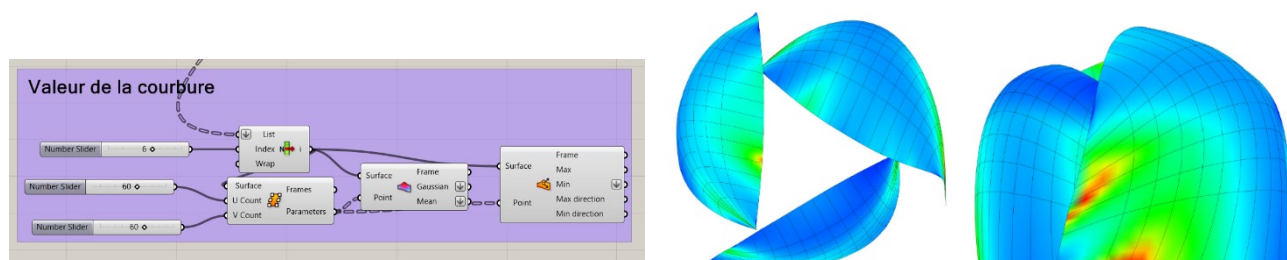 Valeur de la courbure
List
Index N i
Wrap
Number Slider 6
Number Slider 60
Number Slider 60
Surface
U Count
V Count
Frames
Parameters
Surface
Point
Frame
Gaussian
Mean
Surface
Point
Frame
Max
Min
Max direction
Min direction